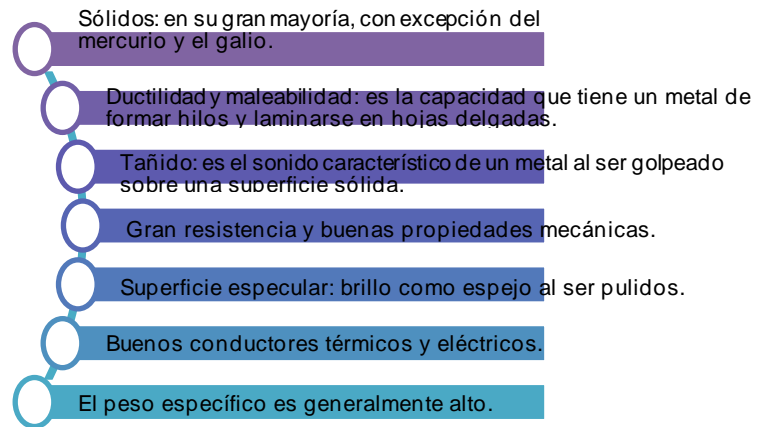 Sólidos: en su gran mayoría, con excepción del
mercurio y el galio.
Ductilidad y maleabilidad: es la capacidad que tiene un metal de
formar hilos y laminarse en hojas delgadas.
Tañido: es el sonido característico de un metal al ser golpeado
sobre una superficie sólida.
Gran resistencia y buenas propiedades mecánicas.
Superficie especular: brillo como espejo al ser pulidos.
Buenos conductores térmicos y eléctricos.
El peso específico es generalmente alto.